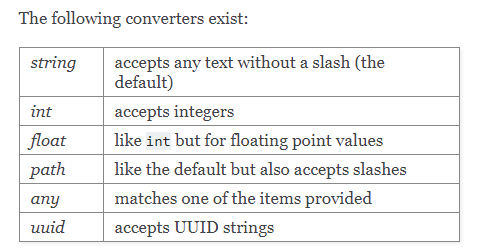 The following converters exist:
string accepts any text without a slash (the
default)
int accepts integers
float like int but for floating point values
path like the default but also accepts slashes
any matches one of the items provided
uuid accepts UUID strings